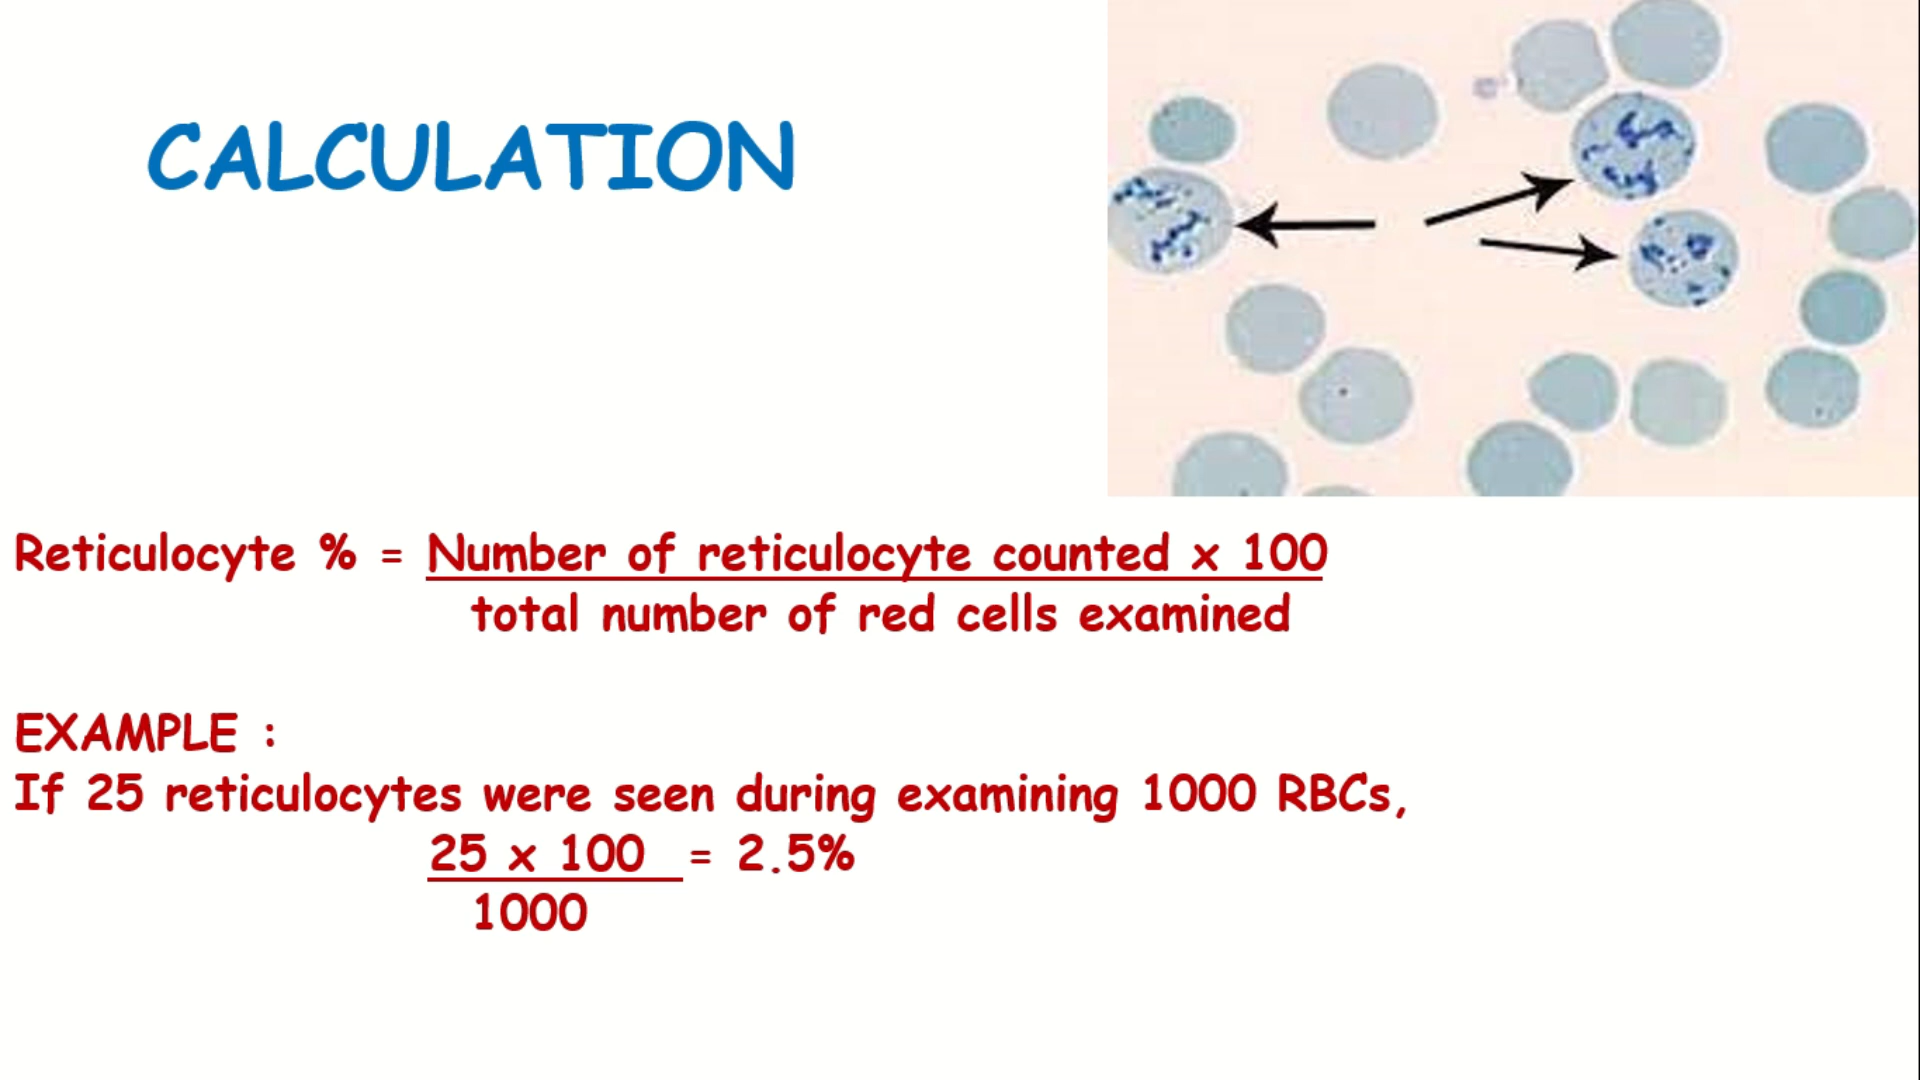 CALCULATION
Reticulocyte % = Number of reticulocyte counted x 100
total number of red cells examined
EXAMPLE :
If 25 reticulocytes were seen during examining 1000 RBCs,
25 x 100 = 2.5%
1000